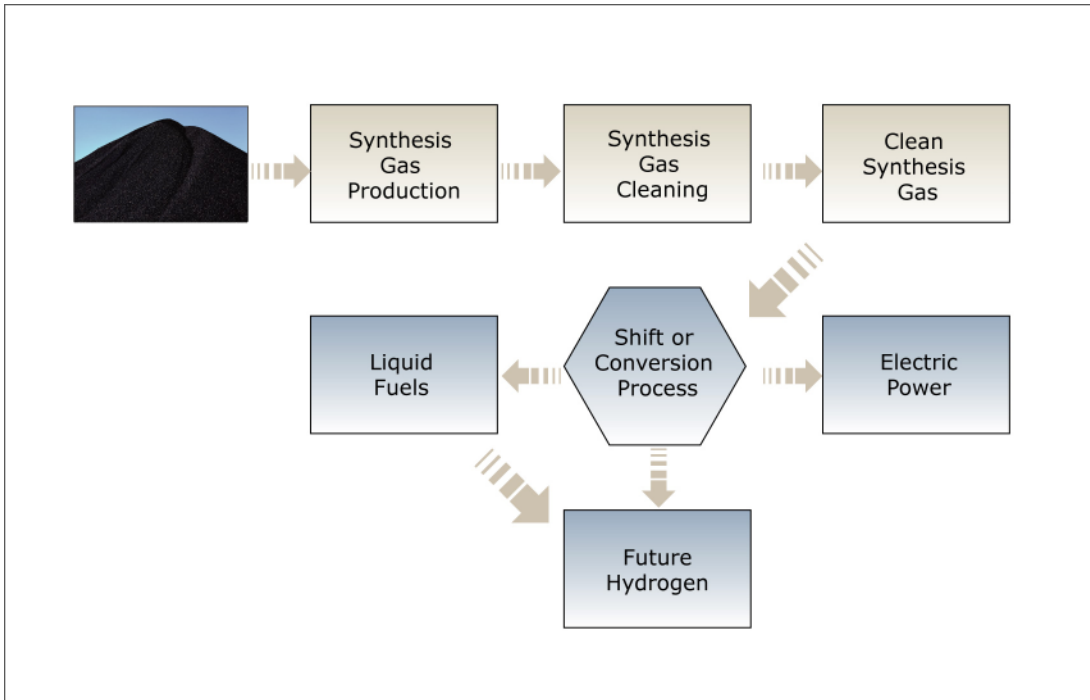 Synthesis
Gas
Production
Synthesis
Gas
Cleaning
Clean
Synthesis
Gas
Liquid
Fuels
Shift or
Conversion
Process
Electric
Power
Future
Hydrogen